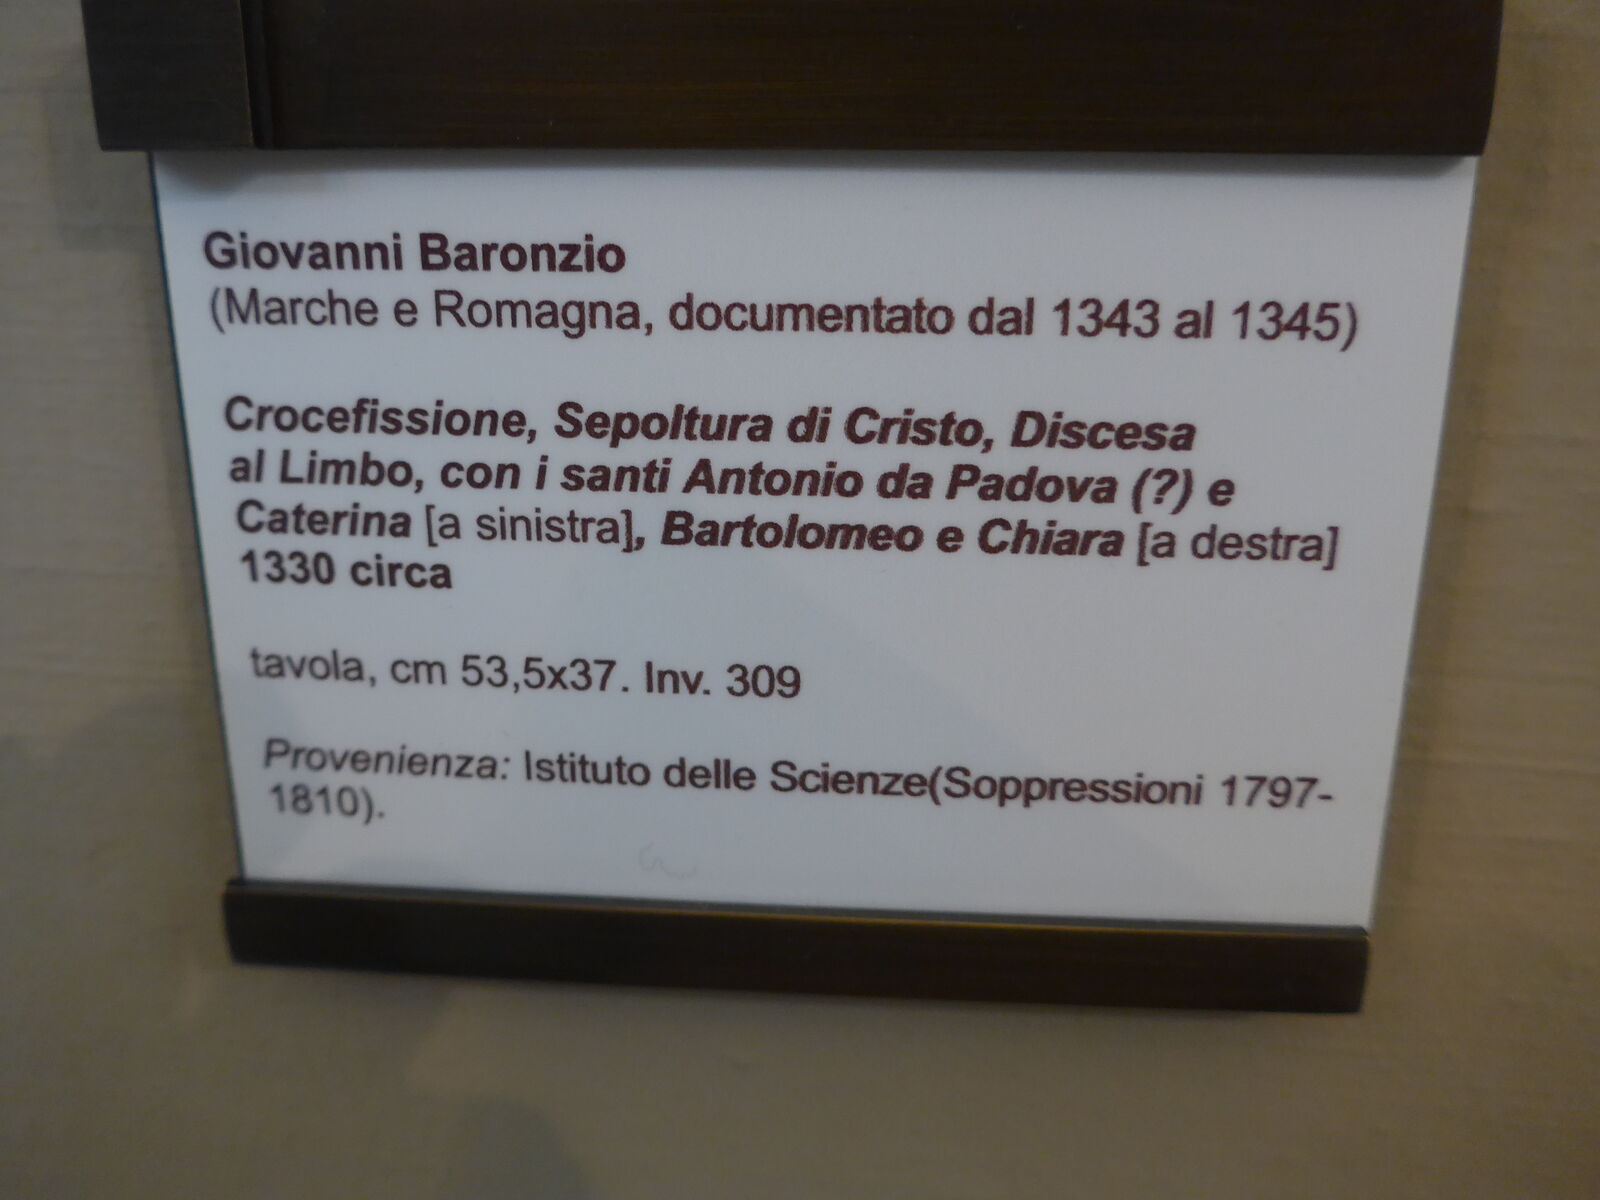 Giovanni Baronzio
(Marche e Romagna, documentato dal 1343 al 1345)
Crocefissione, Sepoltura di Cristo, Discesa
al Limbo, con i santi Antonio da Padova (?) e
Caterina [a sinistra], Bartolomeo e Chiara [a destra]
1330 circa
tavola, cm 53,5x37. Inv. 309
Provenienza: Istituto delle Scienze(Soppressioni 1797-
1810).